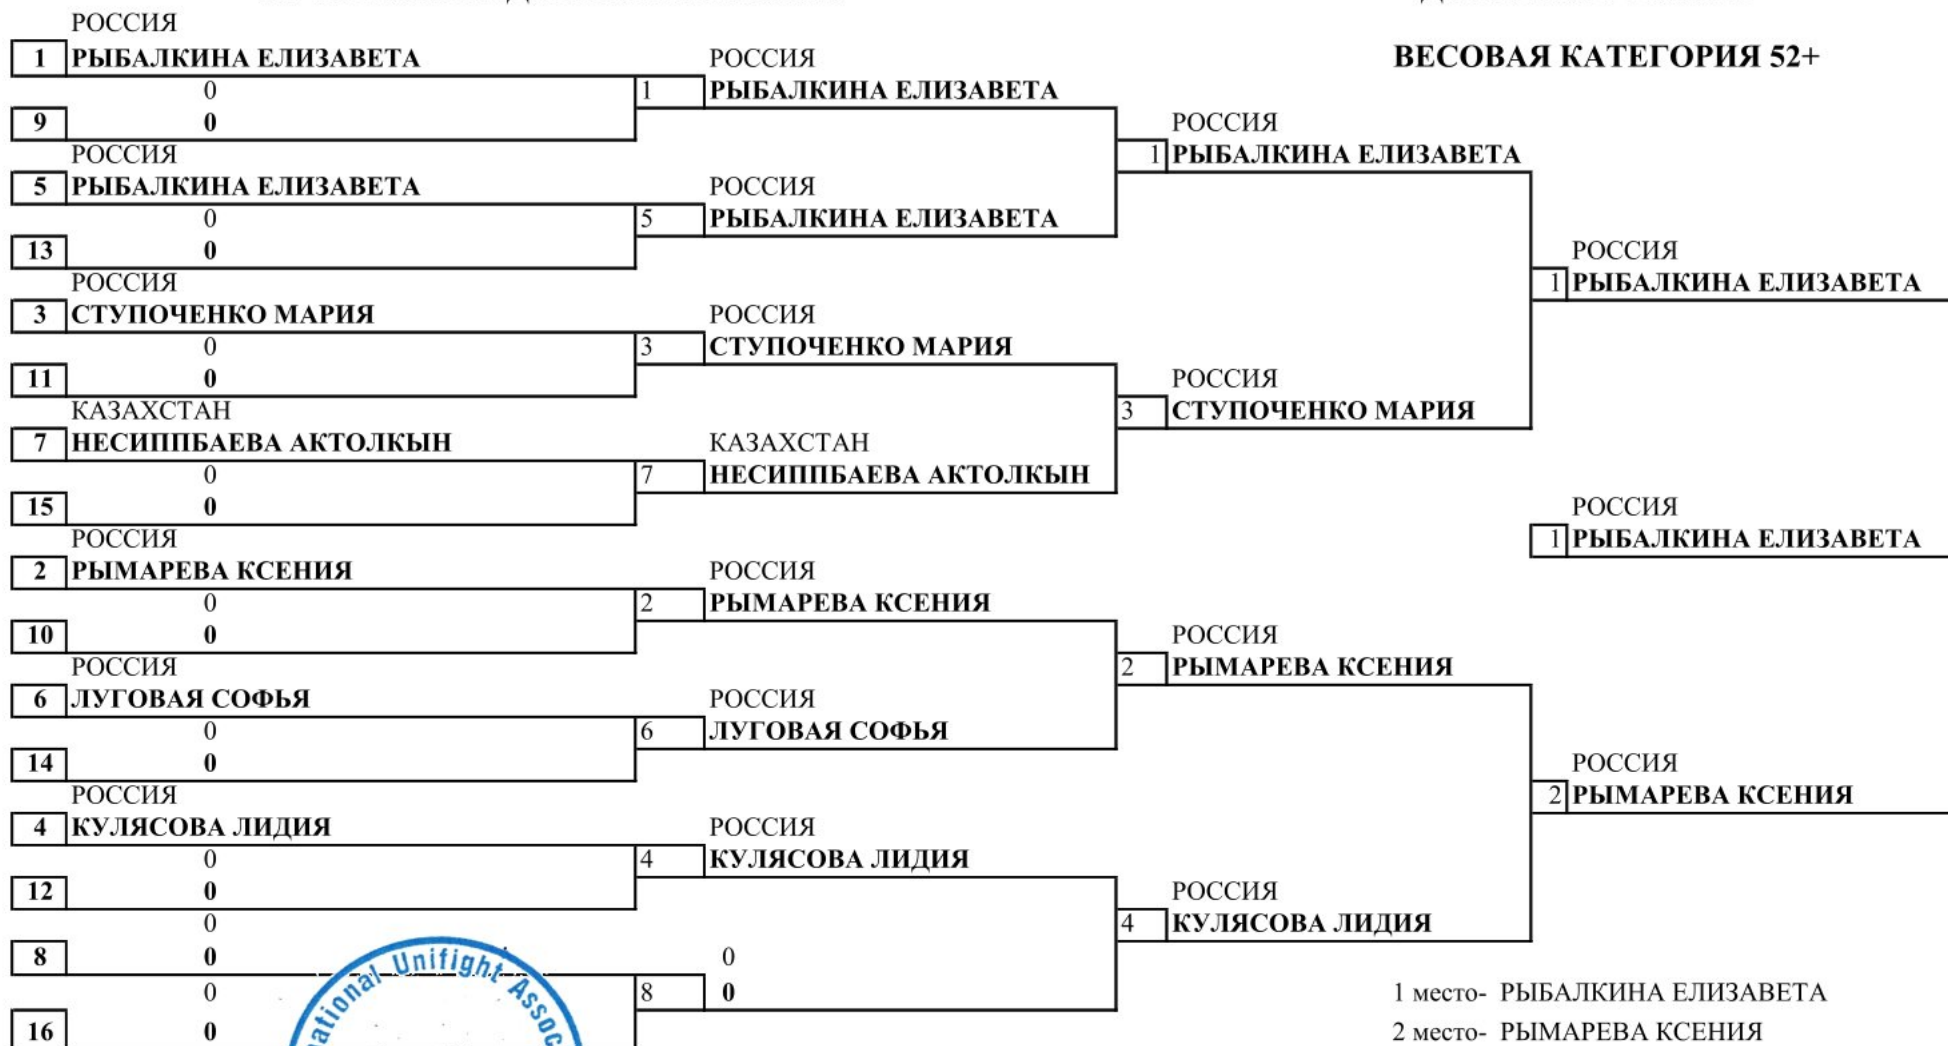 РОССИЯ
1 РЫБАЛКИНА ЕЛИЗАВЕТА РОССИЯ ВЕСОВАЯ КАТЕГОРИЯ 52+
0 1 РЫБАЛКИНА ЕЛИЗАВЕТА
9 0 РОССИЯ
РОССИЯ 1 РЫБАЛКИНА ЕЛИЗАВЕТА
5 РЫБАЛКИНА ЕЛИЗАВЕТА РОССИЯ
0 5 РЫБАЛКИНА ЕЛИЗАВЕТА
13 0 РОССИЯ
РОССИЯ 1 РЫБАЛКИНА ЕЛИЗАВЕТА
3 СТУПОЧЕНКО МАРИЯ РОССИЯ
0 3 СТУПОЧЕНКО МАРИЯ
11 0 РОССИЯ
КАЗАХСТАН 3 СТУПОЧЕНКО МАРИЯ
7 НЕСИППБАЕВА АКТОЛКЫН КАЗАХСТАН
0 7 НЕСИППБАЕВА АКТОЛКЫН
15 0 РОССИЯ
РОССИЯ 1 РЫБАЛКИНА ЕЛИЗАВЕТА
2 РЫМАРЕВА КСЕНИЯ РОССИЯ
0 2 РЫМАРЕВА КСЕНИЯ
10 0 РОССИЯ
РОССИЯ 2 РЫМАРЕВА КСЕНИЯ
6 ЛУГОВАЯ СОФЬЯ РОССИЯ
0 6 ЛУГОВАЯ СОФЬЯ
14 0 РОССИЯ
РОССИЯ 2 РЫМАРЕВА КСЕНИЯ
4 КУЛЯСОВА ЛИДИЯ РОССИЯ
0 4 КУЛЯСОВА ЛИДИЯ
12 0 РОССИЯ
0 4 КУЛЯСОВА ЛИДИЯ
8 0 0
0 8 0 1 место- РЫБАЛКИНА ЕЛИЗАВЕТА
16 0 2 место- РЫМАРЕВА КСЕНИЯ
Unifight